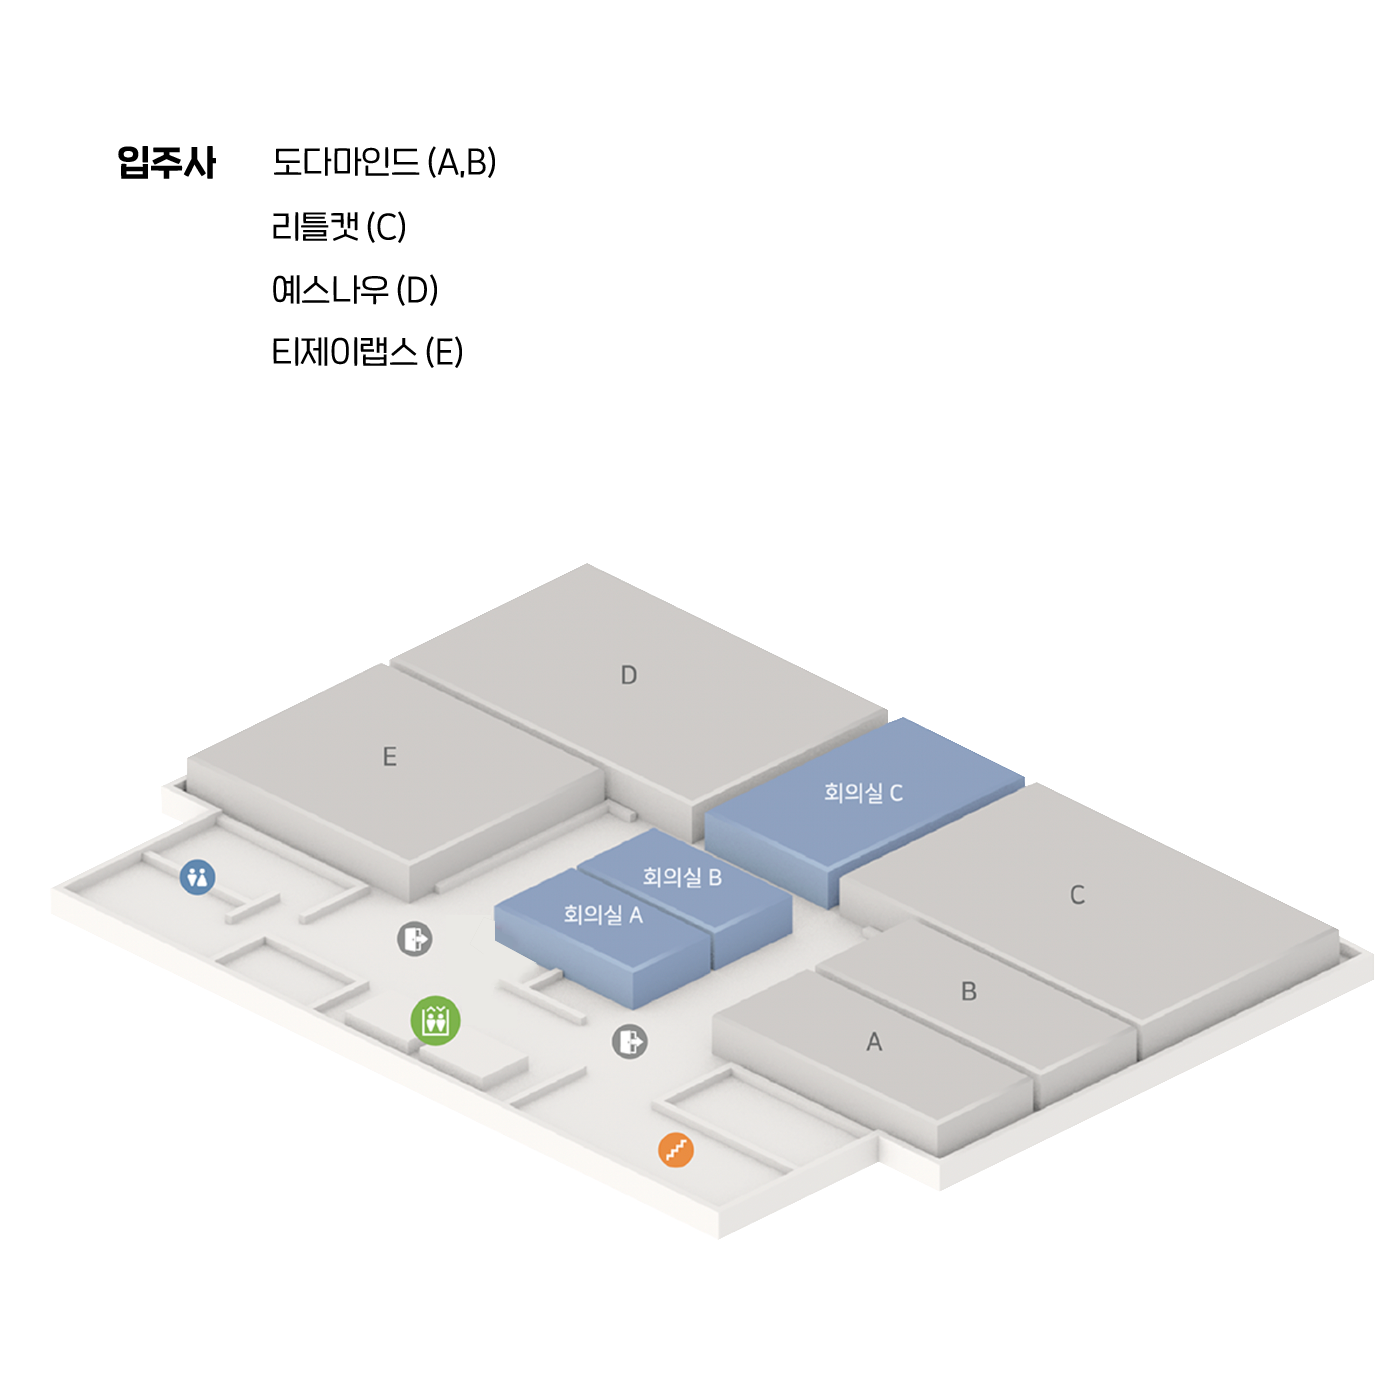 입주사 도다마인드 (A,B)
리틀캣 (C)
예스나우 (D)
티제이랩스 (E)
D
E
회의실 C
회의실 B
회의실 A
C
B
A